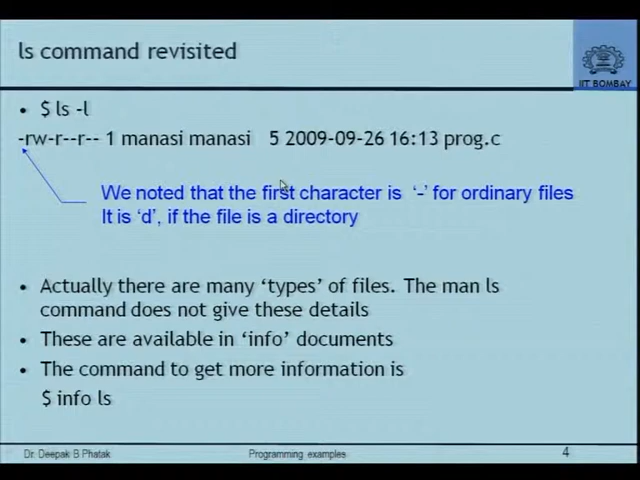 ls command revisited
IIT BOMBAY
• $ ls -l
-rw-r--r-- 1 manasi manasi 5 2009-09-26 16:13 prog.c
We noted that the first character is '-' for ordinary files
It is 'd', if the file is a directory
• Actually there are many 'types' of files. The man ls
command does not give these details
• These are available in 'info' documents
• The command to get more information is
$ info ls
Dr. Deepak B Phatak
Programming examples
4